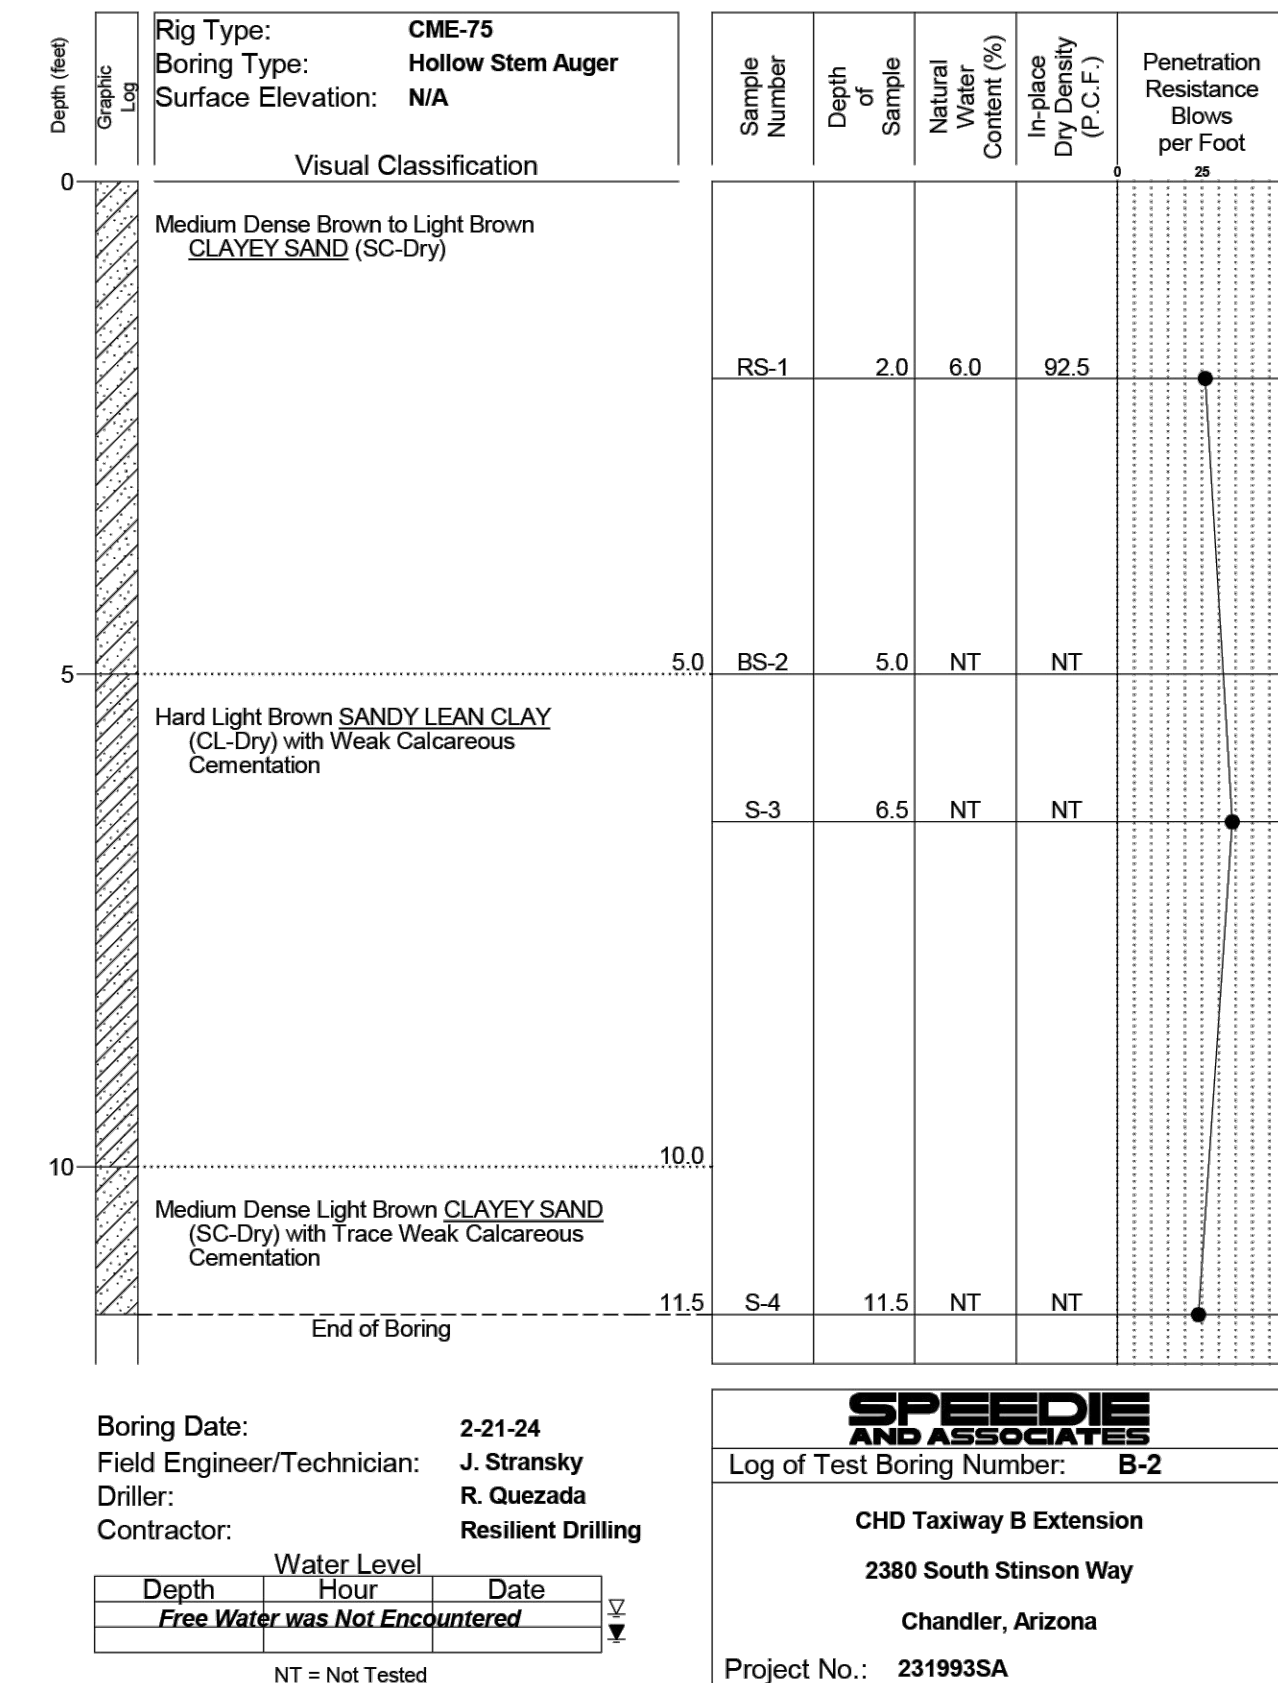 Depth (feet)
Graphic
Log
Rig Type: CME-75
Boring Type: Hollow Stem Auger
Surface Elevation: N/A
Visual Classification
Sample
Number
Depth
of
Sample
Natural
Water
Content (%)
In-place
Dry Density
(P.C.F.)
Penetration
Resistance
Blows
per Foot
0 25
0
Medium Dense Brown to Light Brown
CLAYEY SAND (SC-Dry)
RS-1 2.0 6.0 92.5
5.0 BS-2 5.0 NT NT
5
Hard Light Brown SANDY LEAN CLAY
(CL-Dry) with Weak Calcareous
Cementation
S-3 6.5 NT NT
10.0
10
Medium Dense Light Brown CLAYEY SAND
(SC-Dry) with Trace Weak Calcareous
Cementation
11.5 S-4 11.5 NT NT
End of Boring
Boring Date: 2-21-24
Field Engineer/Technician: J. Stransky
Driller: R. Quezada
Contractor: Resilient Drilling
Water Level
Depth Hour Date
Free Water was Not Encountered
NT = Not Tested
SPEEDIE
AND ASSOCIATES
Log of Test Boring Number: B-2
CHD Taxiway B Extension
2380 South Stinson Way
Chandler, Arizona
Project No.: 231993SA